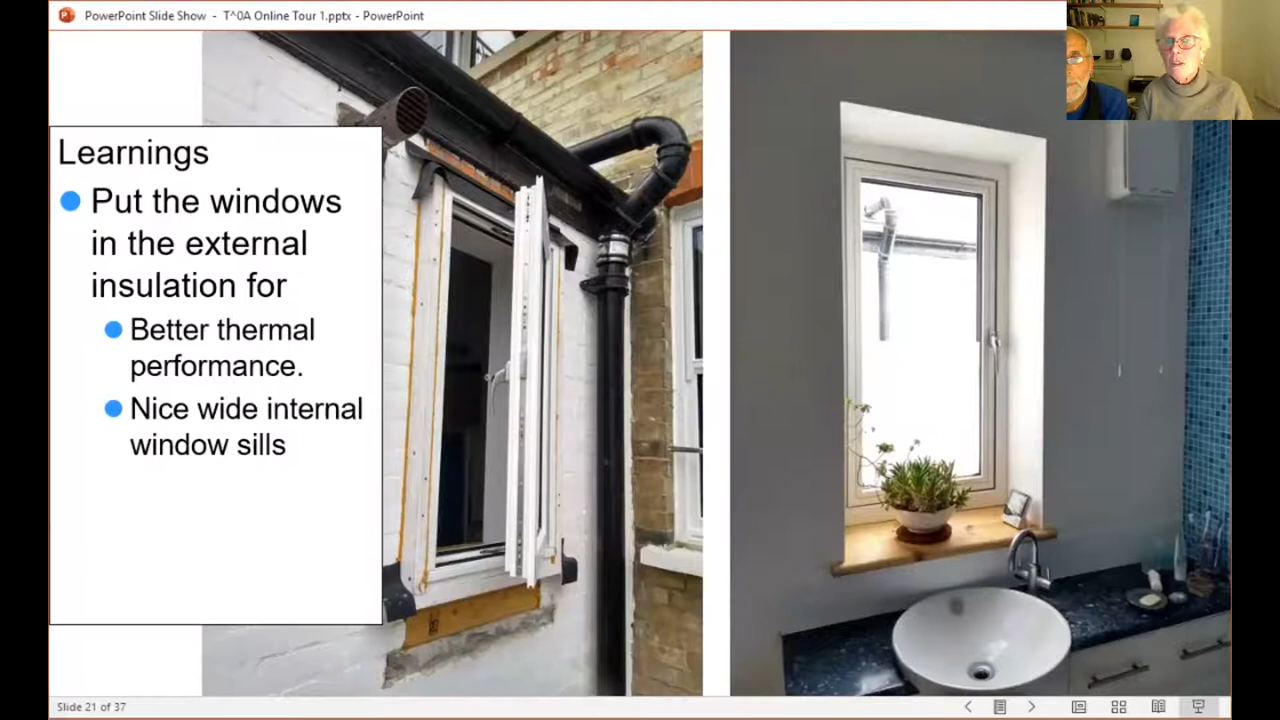 PowerPoint Slide Show - T^0A Online Tour 1.pptx - PowerPoint
Learnings
Put the windows
in the external
insulation for
Better thermal
performance.
Nice wide internal
window sills
Slide 21 of 37